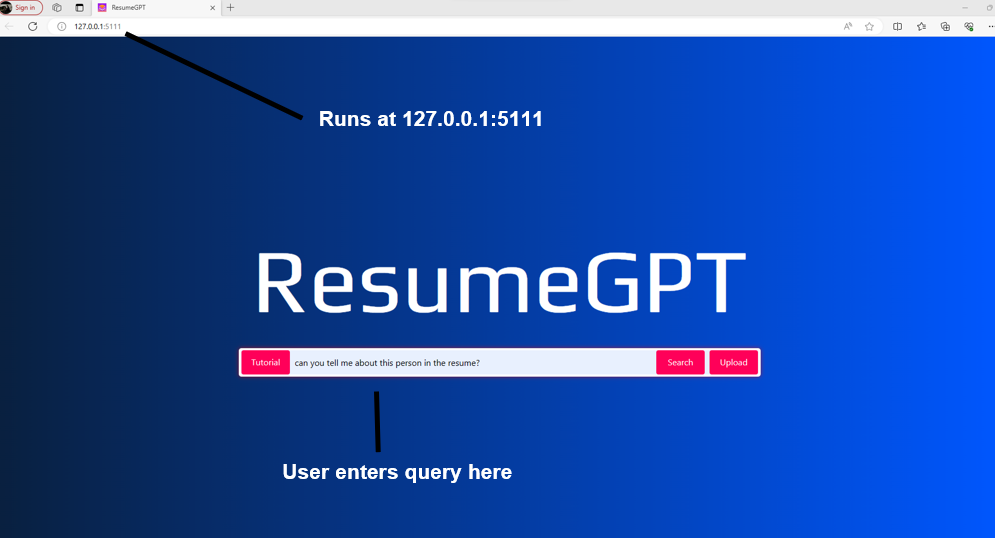 Sign in
ResumeGPT
127.0.0.1:5111
Runs at 127.0.0.1:5111
ResumeGPT
Tutorial can you tell me about this person in the resume? Search Upload
User enters query here